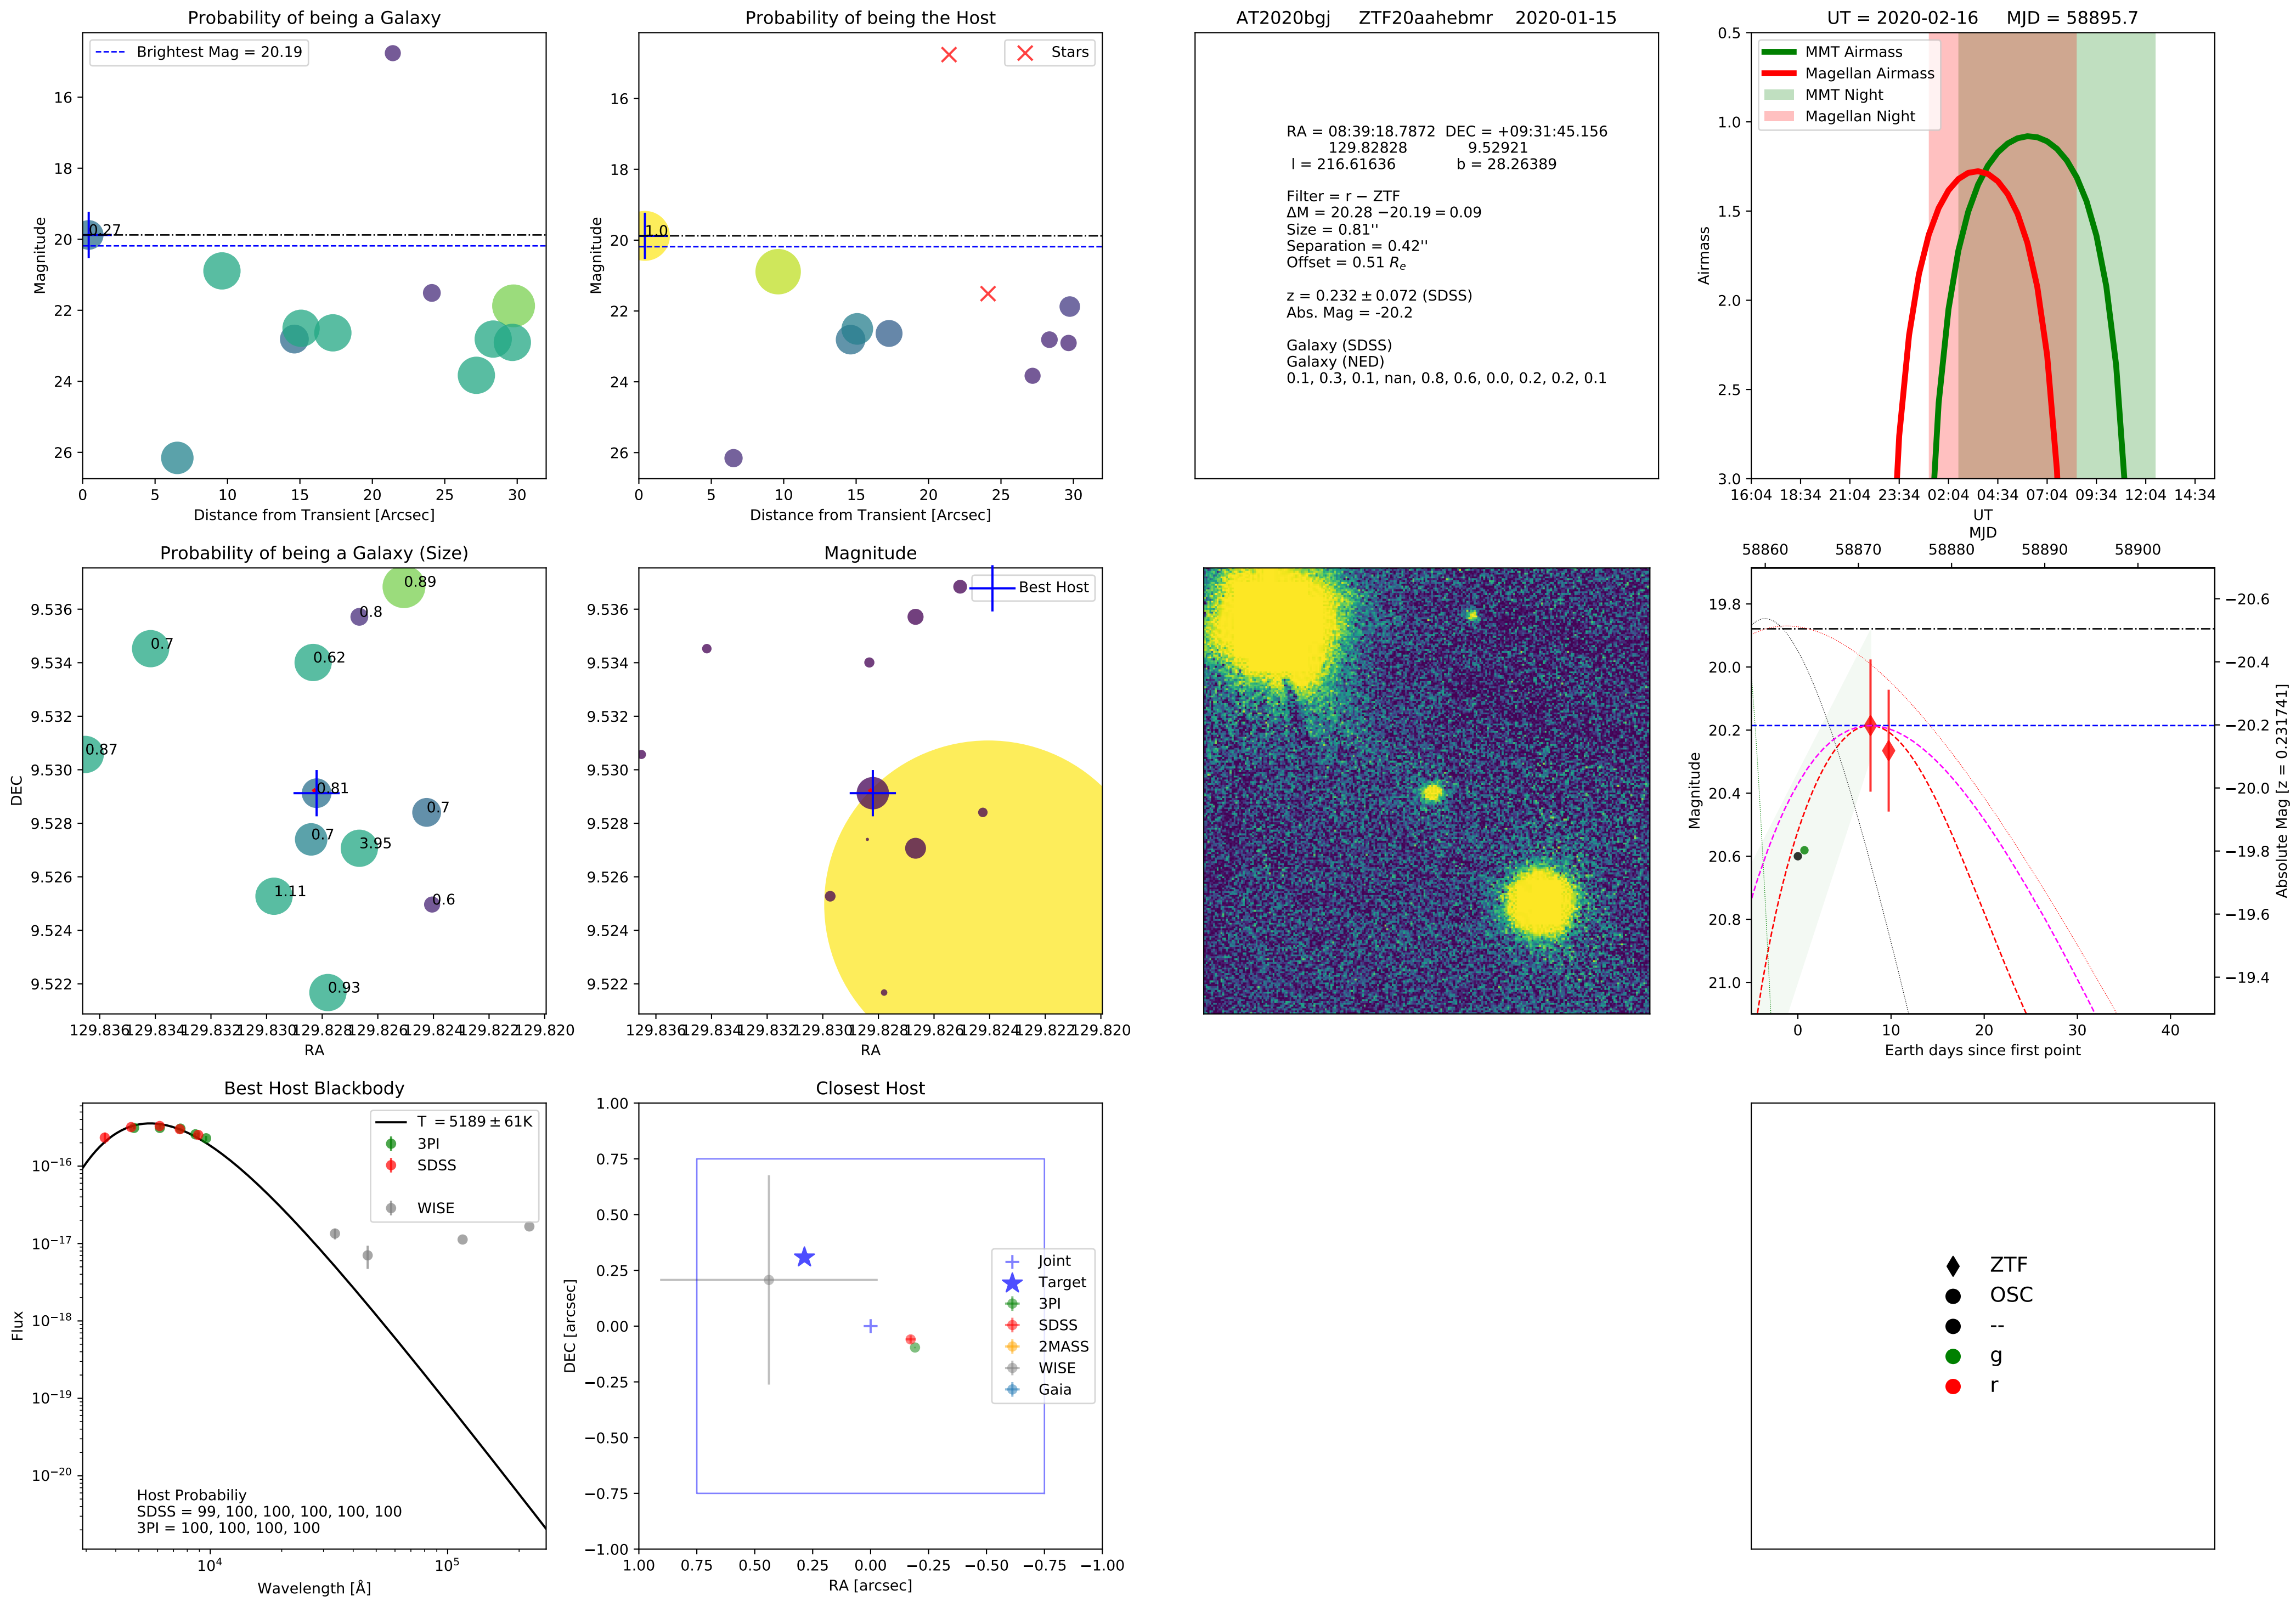 Probability of being a Galaxy
Brightest Mag = 20.19
0.27
16
18
20
22
24
26
Magnitude
0 5 10 15 20 25 30
Distance from Transient [Arcsec]
Probability of being the Host
Stars
1.0
16
18
20
22
24
26
Magnitude
0 5 10 15 20 25 30
Distance from Transient [Arcsec]
AT2020bgj ZTF20aahebmr 2020-01-15
RA = 08:39:18.7872 DEC = +09:31:45.156
129.82828 9.52921
l = 216.61636 b = 28.26389
Filter = r − ZTF
ΔM = 20.28 −20.19 = 0.09
Size = 0.81''
Separation = 0.42''
Offset = 0.51 Re
z = 0.232 ± 0.072 (SDSS)
Abs. Mag = -20.2
Galaxy (SDSS)
Galaxy (NED)
0.1, 0.3, 0.1, nan, 0.8, 0.6, 0.0, 0.2, 0.2, 0.1
UT = 2020-02-16 MJD = 58895.7
MMT Airmass
Magellan Airmass
MMT Night
Magellan Night
0.5
1.0
1.5
2.0
2.5
3.0
Airmass
16:04 18:34 21:04 23:34 02:04 04:34 07:04 09:34 12:04 14:34
UT
Probability of being a Galaxy (Size)
0.89
0.8
0.7
0.62
0.87
0.81
0.7
0.7
3.95
1.11
0.6
0.93
9.536
9.534
9.532
9.530
9.528
9.526
9.524
9.522
DEC
129.836 129.834 129.832 129.830 129.828 129.826 129.824 129.822 129.820
RA
Magnitude
Best Host
9.536
9.534
9.532
9.530
9.528
9.526
9.524
9.522
129.836 129.834 129.832 129.830 129.828 129.826 129.824 129.822 129.820
RA
MJD
58860 58870 58880 58890 58900
19.8
20.0
20.2
20.4
20.6
20.8
21.0
Magnitude
−20.6
−20.4
−20.2
−20.0
−19.8
−19.6
−19.4
Absolute Mag [z = 0.231741]
0 10 20 30 40
Earth days since first point
Best Host Blackbody
T = 5189 ± 61K
3PI
SDSS
WISE
10−16
10−17
10−18
10−19
10−20
Flux
Host Probabiliy
SDSS = 99, 100, 100, 100, 100, 100
3PI = 100, 100, 100, 100
104 105
Wavelength [Å]
Closest Host
Joint
Target
3PI
SDSS
2MASS
WISE
Gaia
1.00
0.75
0.50
0.25
0.00
−0.25
−0.50
−0.75
−1.00
DEC [arcsec]
1.00 0.75 0.50 0.25 0.00 −0.25 −0.50 −0.75 −1.00
RA [arcsec]
ZTF
OSC
--
g
r